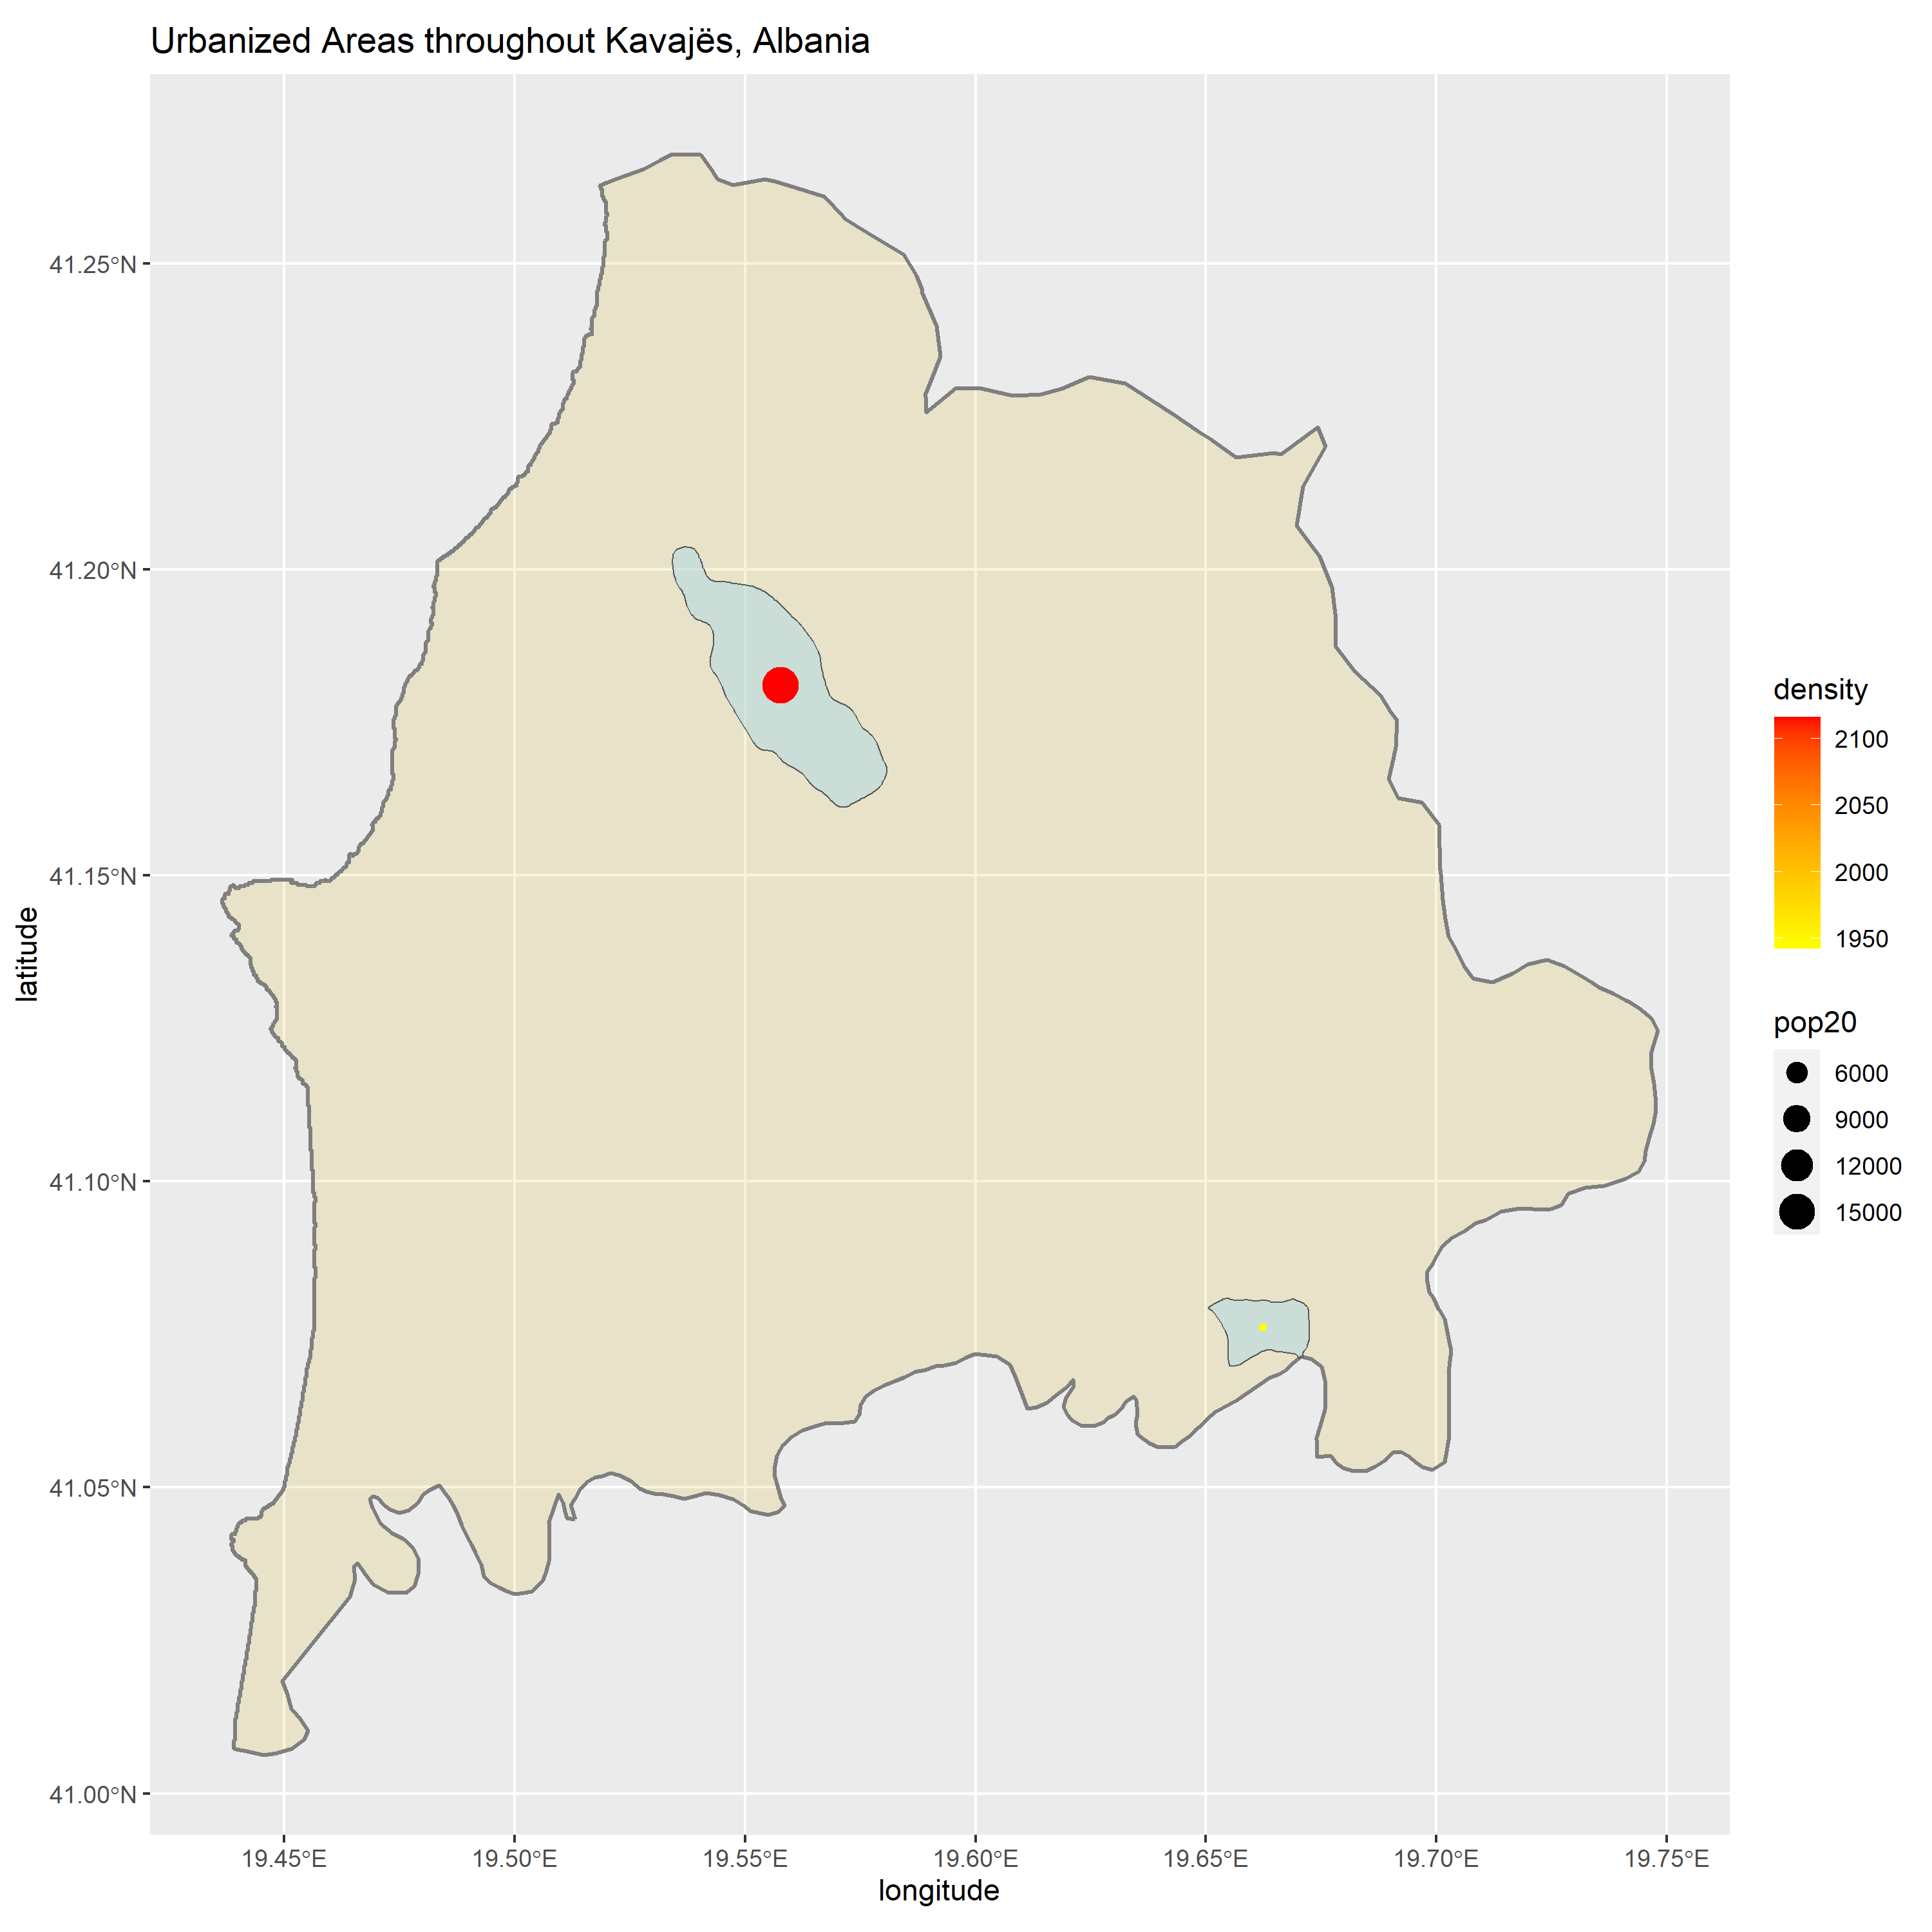 Urbanized Areas throughout Kavajës, Albania
41.25°N
41.20°N
41.15°N
41.10°N
41.05°N
41.00°N
latitude
19.45°E
19.50°E
19.55°E
19.60°E
19.65°E
19.70°E
19.75°E
longitude
density
2100
2050
2000
1950
pop20
6000
9000
12000
15000